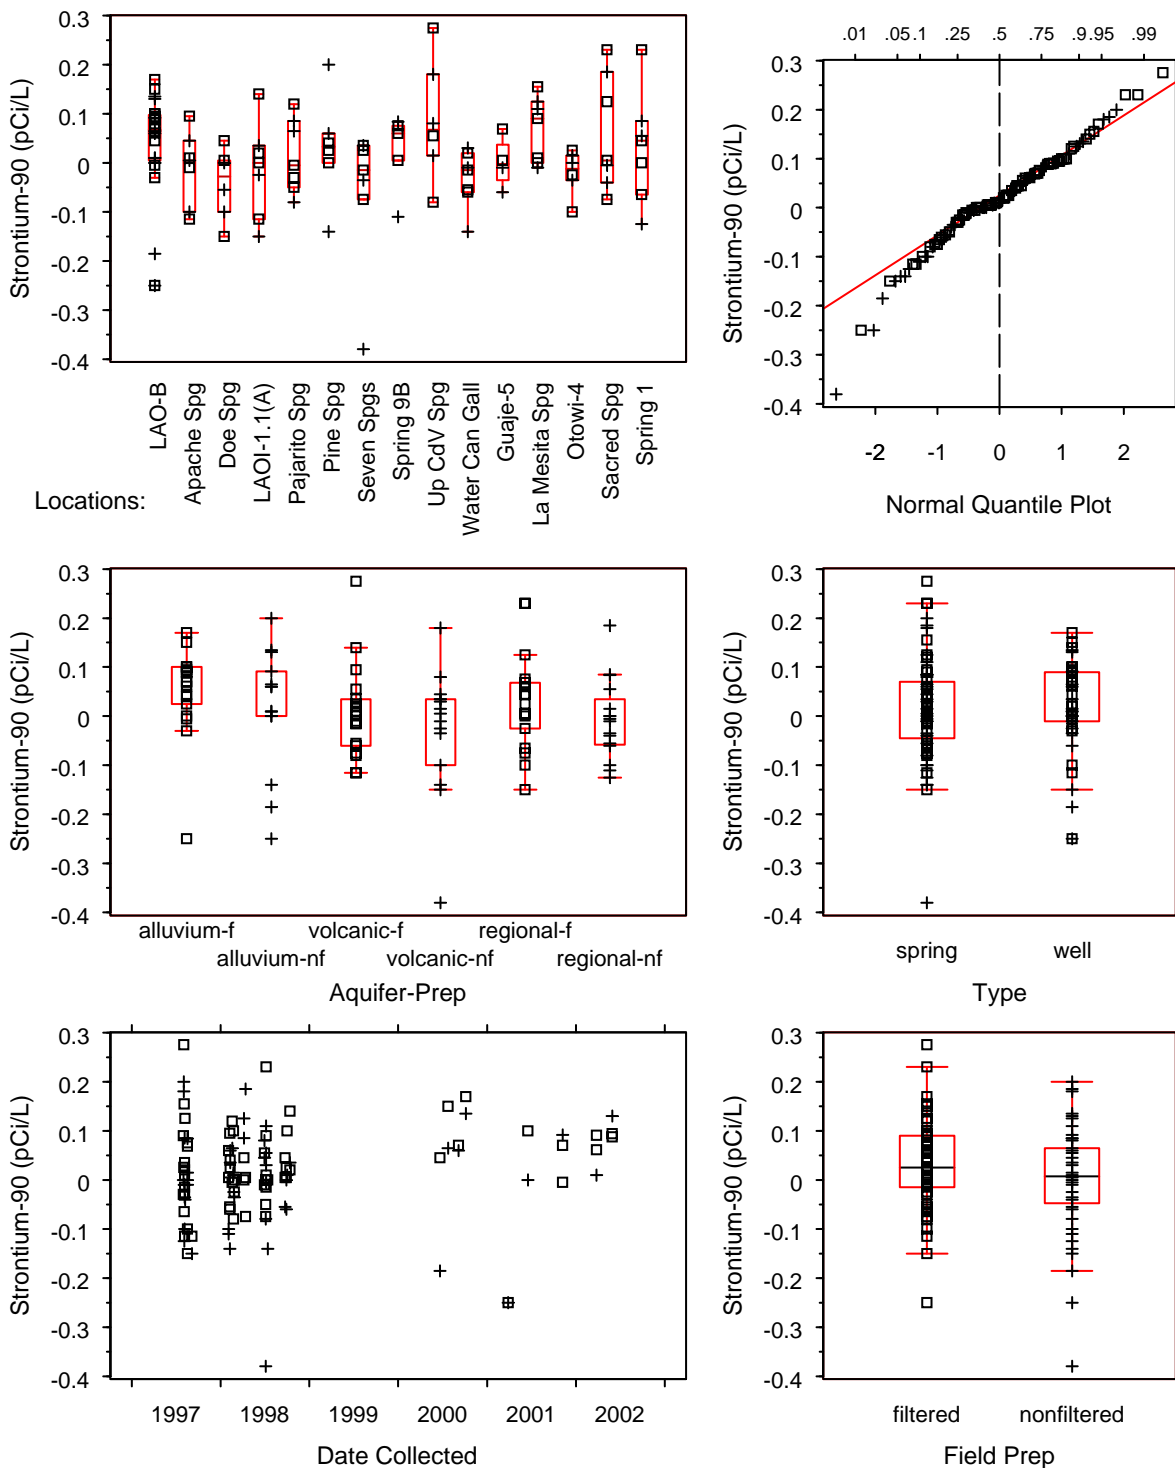 0.3
0.2
0.1
0
-0.1
-0.2
-0.3
-0.4
Strontium-90 (pCi/L)
LAO-B
Apache Spg
Doe Spg
LAOI-1.1(A)
Pajarito Spg
Pine Spg
Seven Spgs
Spring 9B
Up CdV Spg
Water Can Gall
Guaje-5
La Mesita Spg
Otowi-4
Sacred Spg
Spring 1
Locations:
.01 .05 .1 .25 .5 .75 .9 .95 .99
0.3
0.2
0.1
0
-0.1
-0.2
-0.3
-0.4
Strontium-90 (pCi/L)
-2 -1 0 1 2
Normal Quantile Plot
0.3
0.2
0.1
0
-0.1
-0.2
-0.3
-0.4
Strontium-90 (pCi/L)
alluvium-f volcanic-f regional-f
alluvium-nf volcanic-nf regional-nf
Aquifer-Prep
0.3
0.2
0.1
0
-0.1
-0.2
-0.3
-0.4
Strontium-90 (pCi/L)
spring well
Type
0.3
0.2
0.1
0
-0.1
-0.2
-0.3
-0.4
Strontium-90 (pCi/L)
1997 1998 1999 2000 2001 2002
Date Collected
0.3
0.2
0.1
0
-0.1
-0.2
-0.3
-0.4
Strontium-90 (pCi/L)
filtered nonfiltered
Field Prep